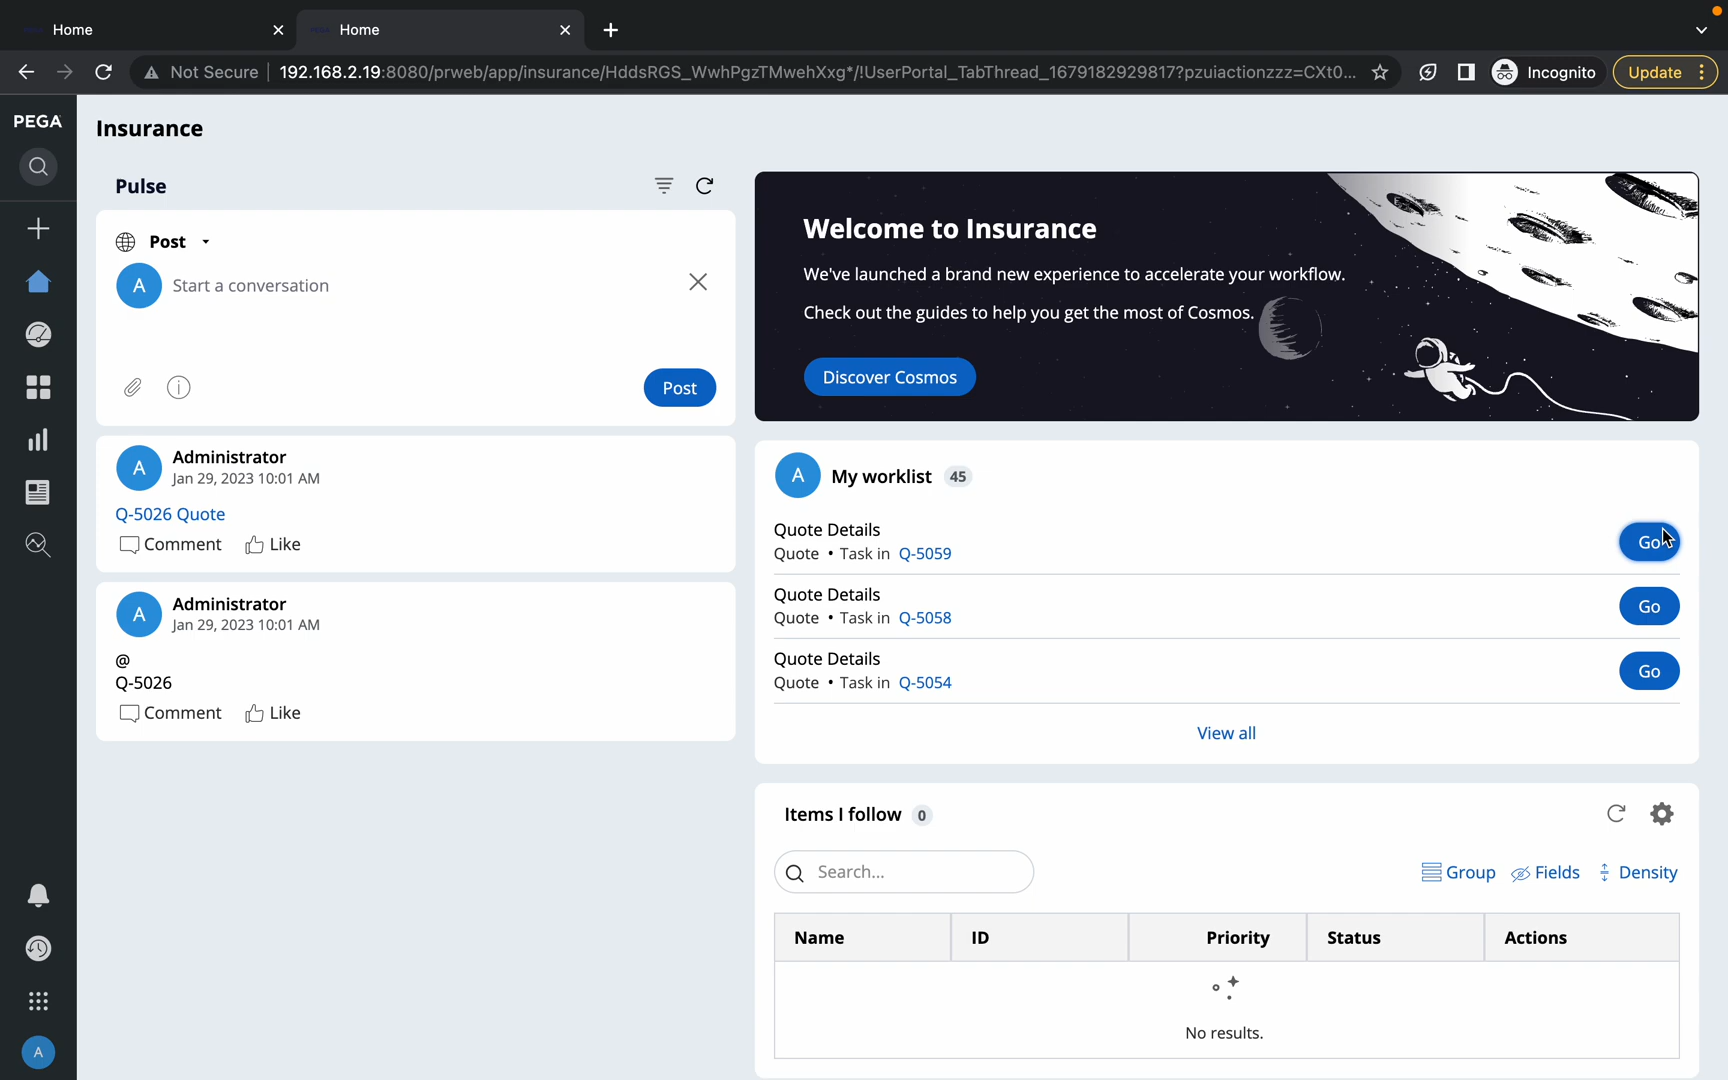 Home
Home
Not Secure
192.168.2.19:8080/prweb/app/insurance/HddsRGS_WwhPgzTMwehXxg*/!UserPortal_TabThread_1679182929817?pzuiactionzzz=CXt0...
Incognito
Update
PEGA
Insurance
Pulse
Post
A
Start a conversation
Post
A
Administrator
Jan 29, 2023 10:01 AM
Q-5026 Quote
Comment
Like
A
Administrator
Jan 29, 2023 10:01 AM
@
Q-5026
Comment
Like
Welcome to Insurance
We've launched a brand new experience to accelerate your workflow.
Check out the guides to help you get the most of Cosmos.
Discover Cosmos
A
My worklist 45
Quote Details
Quote • Task in Q-5059
Go
Quote Details
Quote • Task in Q-5058
Go
Quote Details
Quote • Task in Q-5054
Go
View all
Items I follow 0
Search...
Group
Fields
Density
Name ID Priority Status Actions
No results.
A